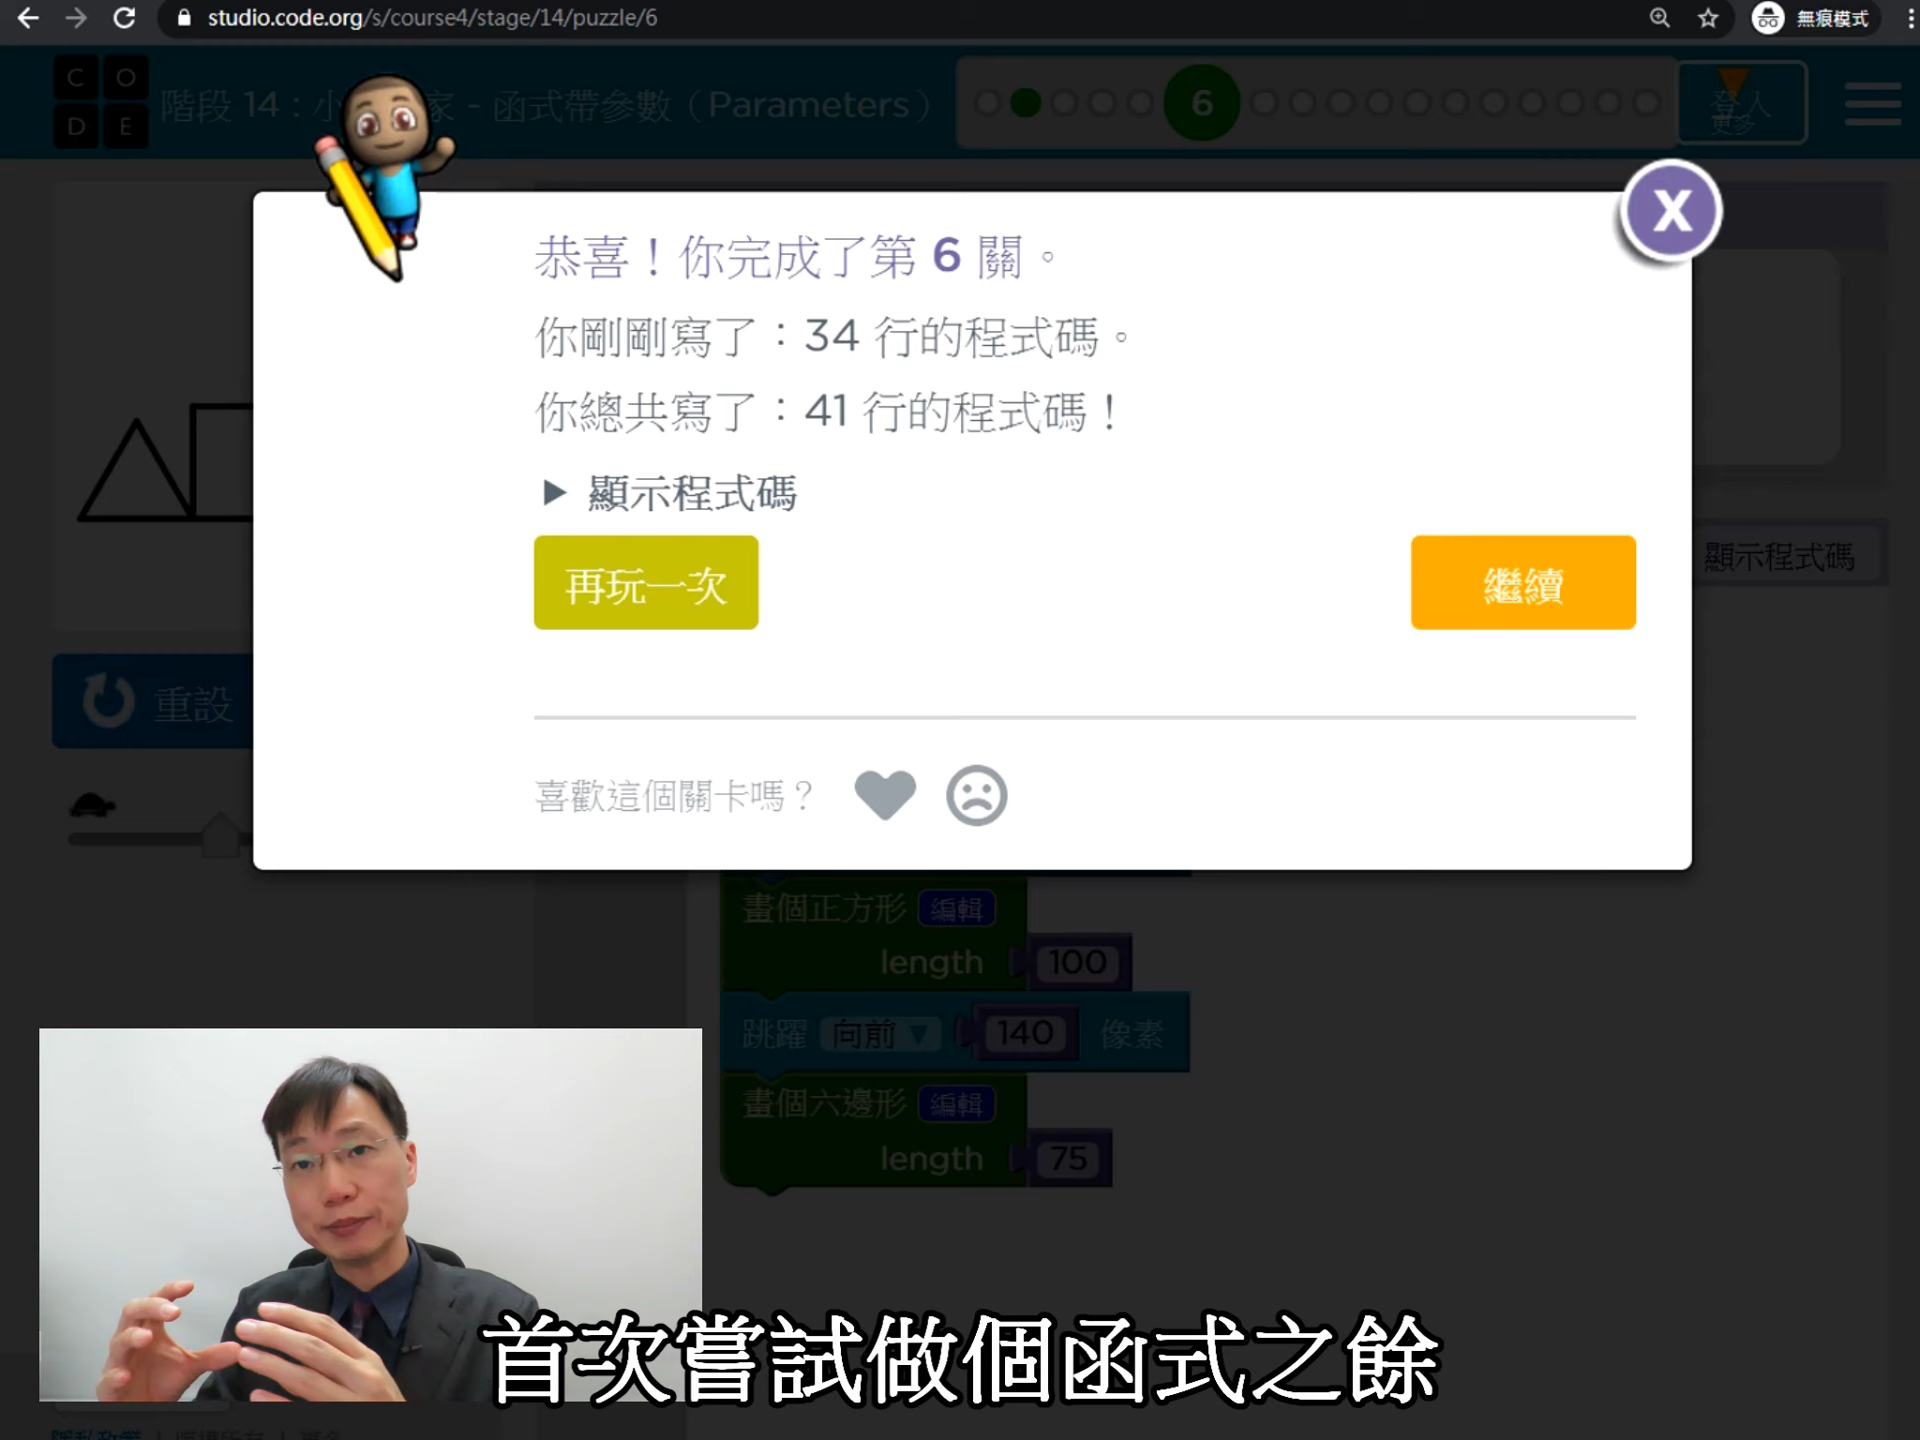 studio.code.org/s/course4/stage/14/puzzle/6
無痕模式
C O
D E
階段 14：小
家 - 函式帶參數（Parameters）
6
登入
更多
X
恭喜！你完成了第 6 關。
你剛剛寫了：34 行的程式碼。
你總共寫了：41 行的程式碼！
顯示程式碼
再玩一次
繼續
顯示程式碼
重設
喜歡這個關卡嗎？
畫個正方形 編輯
length 100
跳躍 向前 140 像素
畫個六邊形 編輯
length 75
首次嘗試做個函式之餘